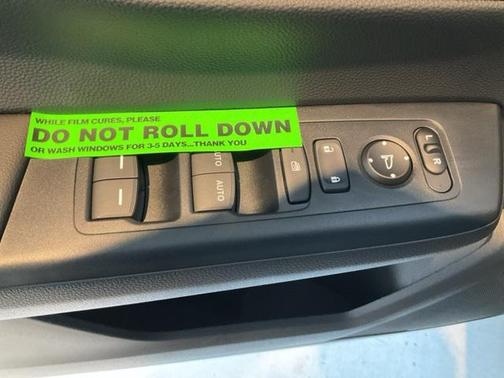 WHILE FILM CURES, PLEASE
DO NOT ROLL DOWN
OR WASH WINDOWS FOR 3-5 DAYS...THANK YOU
AUTO AUTO
L R